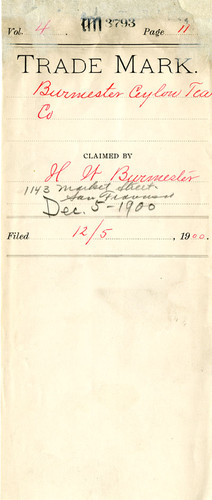 3793
Vol. 4 Page 11
TRADE MARK.
Burmester Ceylon Tea
Co
CLAIMED BY
H W Burmester
1143 Market Street
San Francisco
Dec. 5-1900
Filed 12/5, 1900.